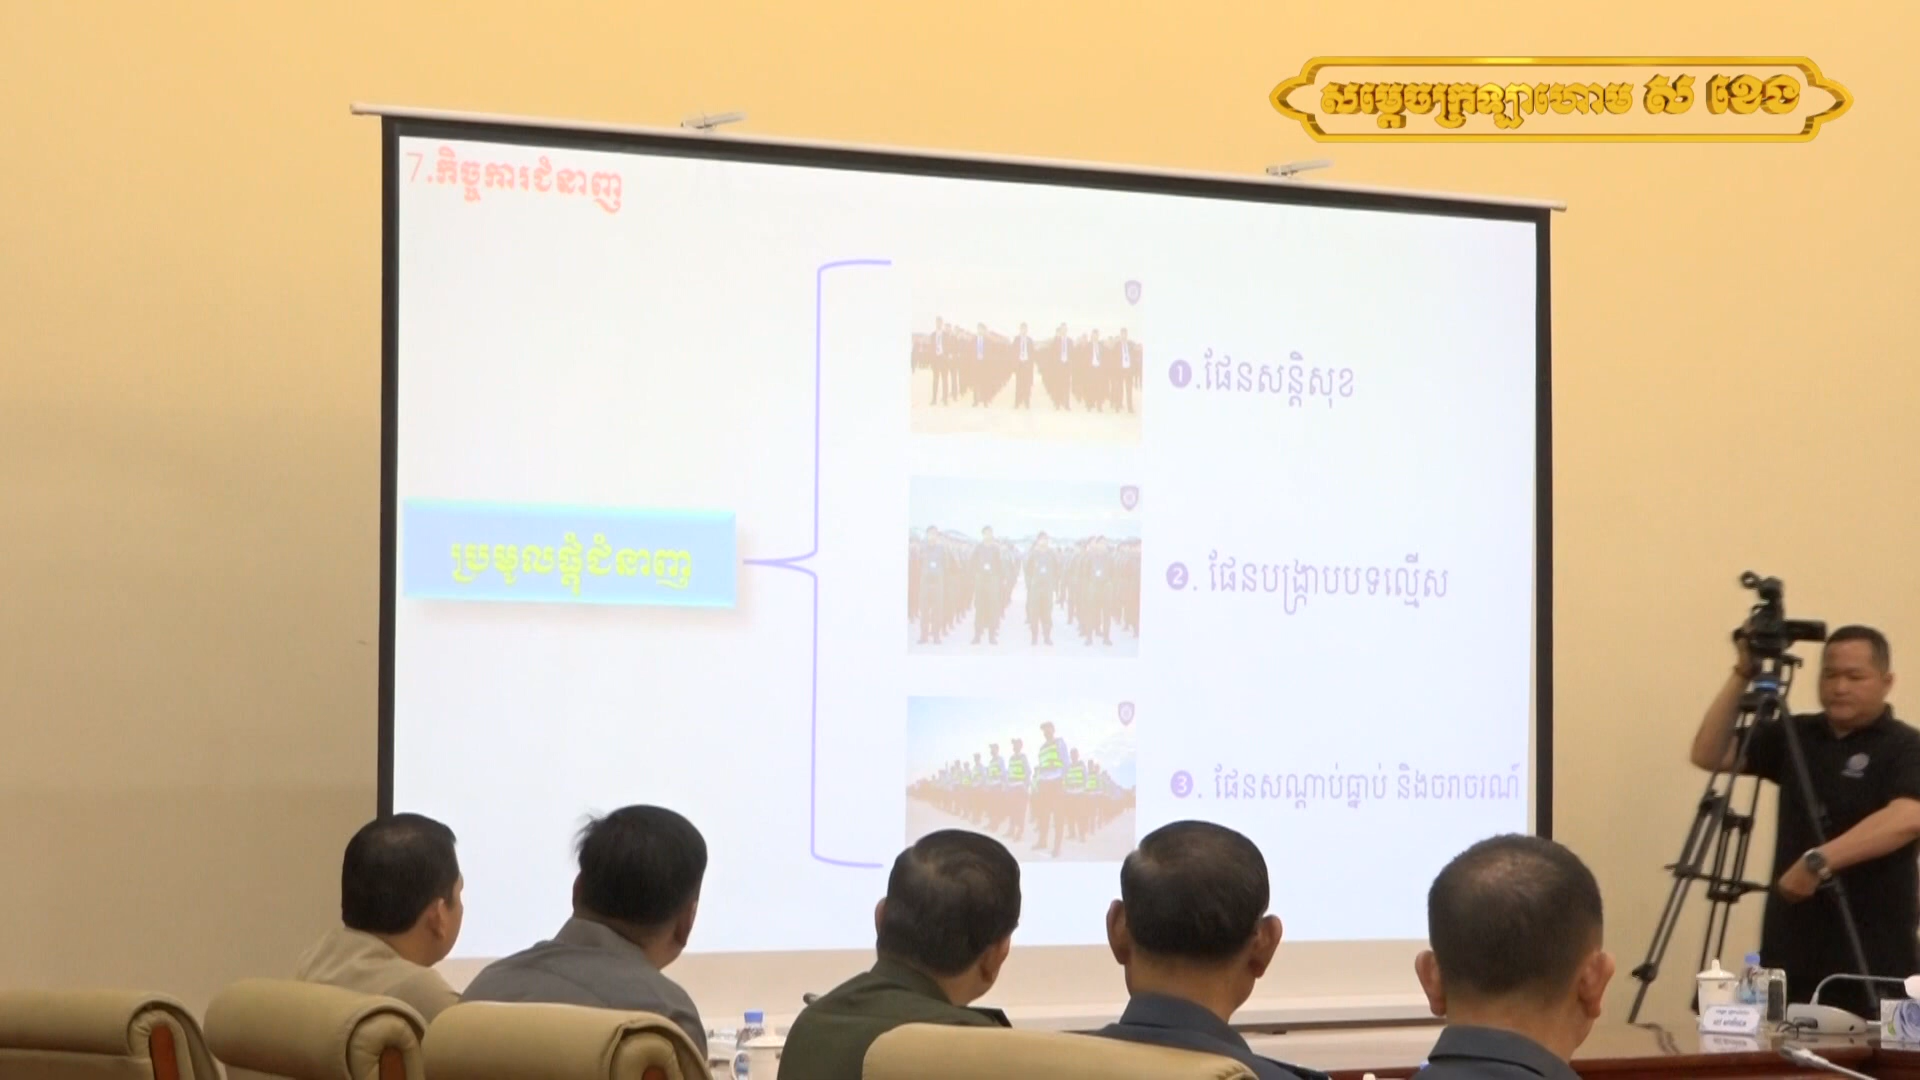 សម្ដេចក្រឡាហោម ស ខេង
7.កិច្ចការជំនាញ
ប្រមូលផ្តុំជំនាញ
❶.ផែនសន្តិសុខ
❷. ផែនបង្ក្រាបបទល្មើស
❸. ផែនសណ្តាប់ធ្នាប់ និងចរាចរណ៍